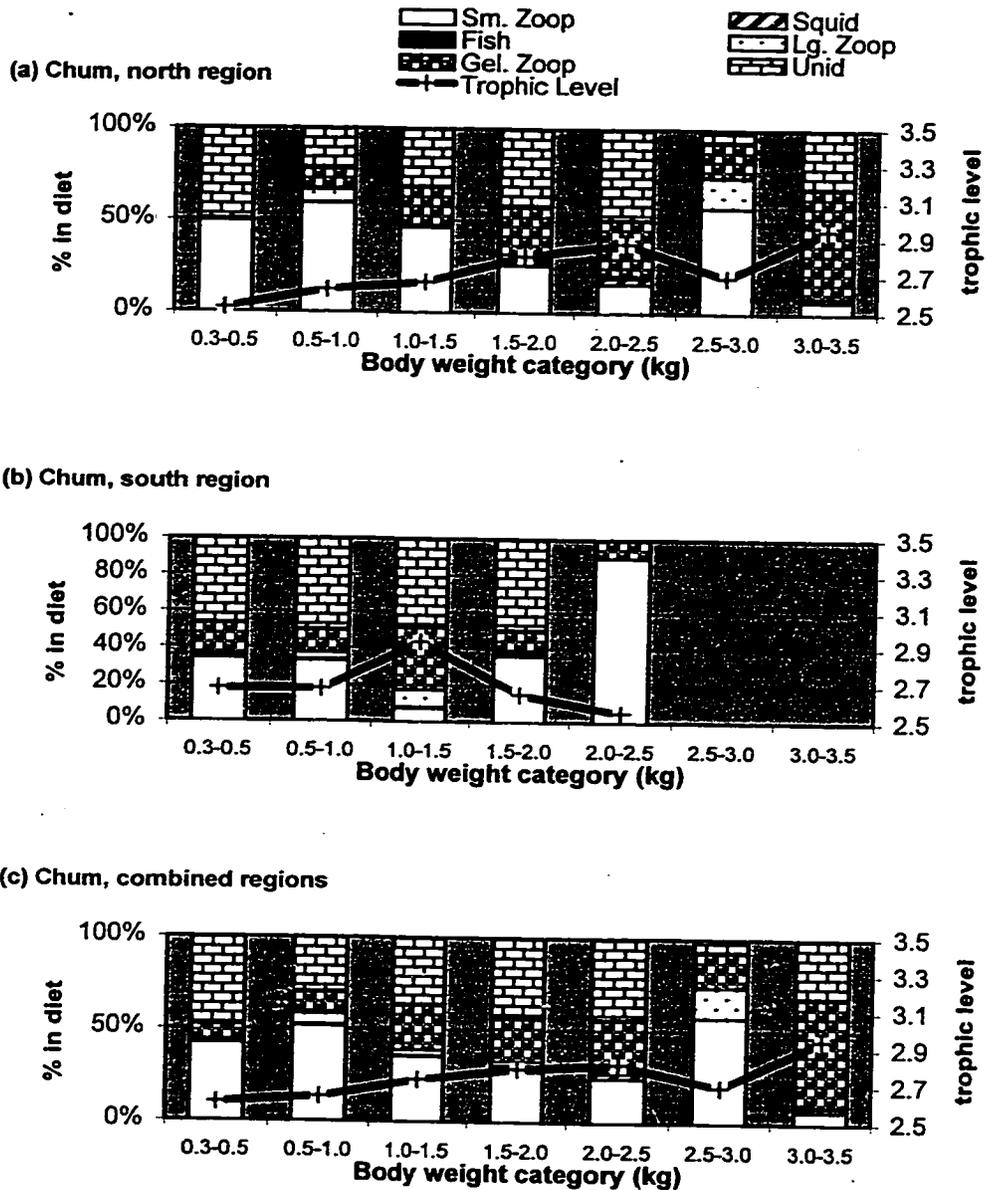 Sm. Zoop
Fish
Gel. Zoop
Trophic Level
Squid
Lg. Zoop
Unid
(a) Chum, north region
100%
50%
0%
% in diet
3.5
3.3
3.1
2.9
2.7
2.5
trophic level
0.3-0.5 0.5-1.0 1.0-1.5 1.5-2.0 2.0-2.5 2.5-3.0 3.0-3.5
Body weight category (kg)
(b) Chum, south region
100%
80%
60%
40%
20%
0%
% in diet
3.5
3.3
3.1
2.9
2.7
2.5
trophic level
0.3-0.5 0.5-1.0 1.0-1.5 1.5-2.0 2.0-2.5 2.5-3.0 3.0-3.5
Body weight category (kg)
(c) Chum, combined regions
100%
50%
0%
% in diet
3.5
3.3
3.1
2.9
2.7
2.5
trophic level
0.3-0.5 0.5-1.0 1.0-1.5 1.5-2.0 2.0-2.5 2.5-3.0 3.0-3.5
Body weight category (kg)